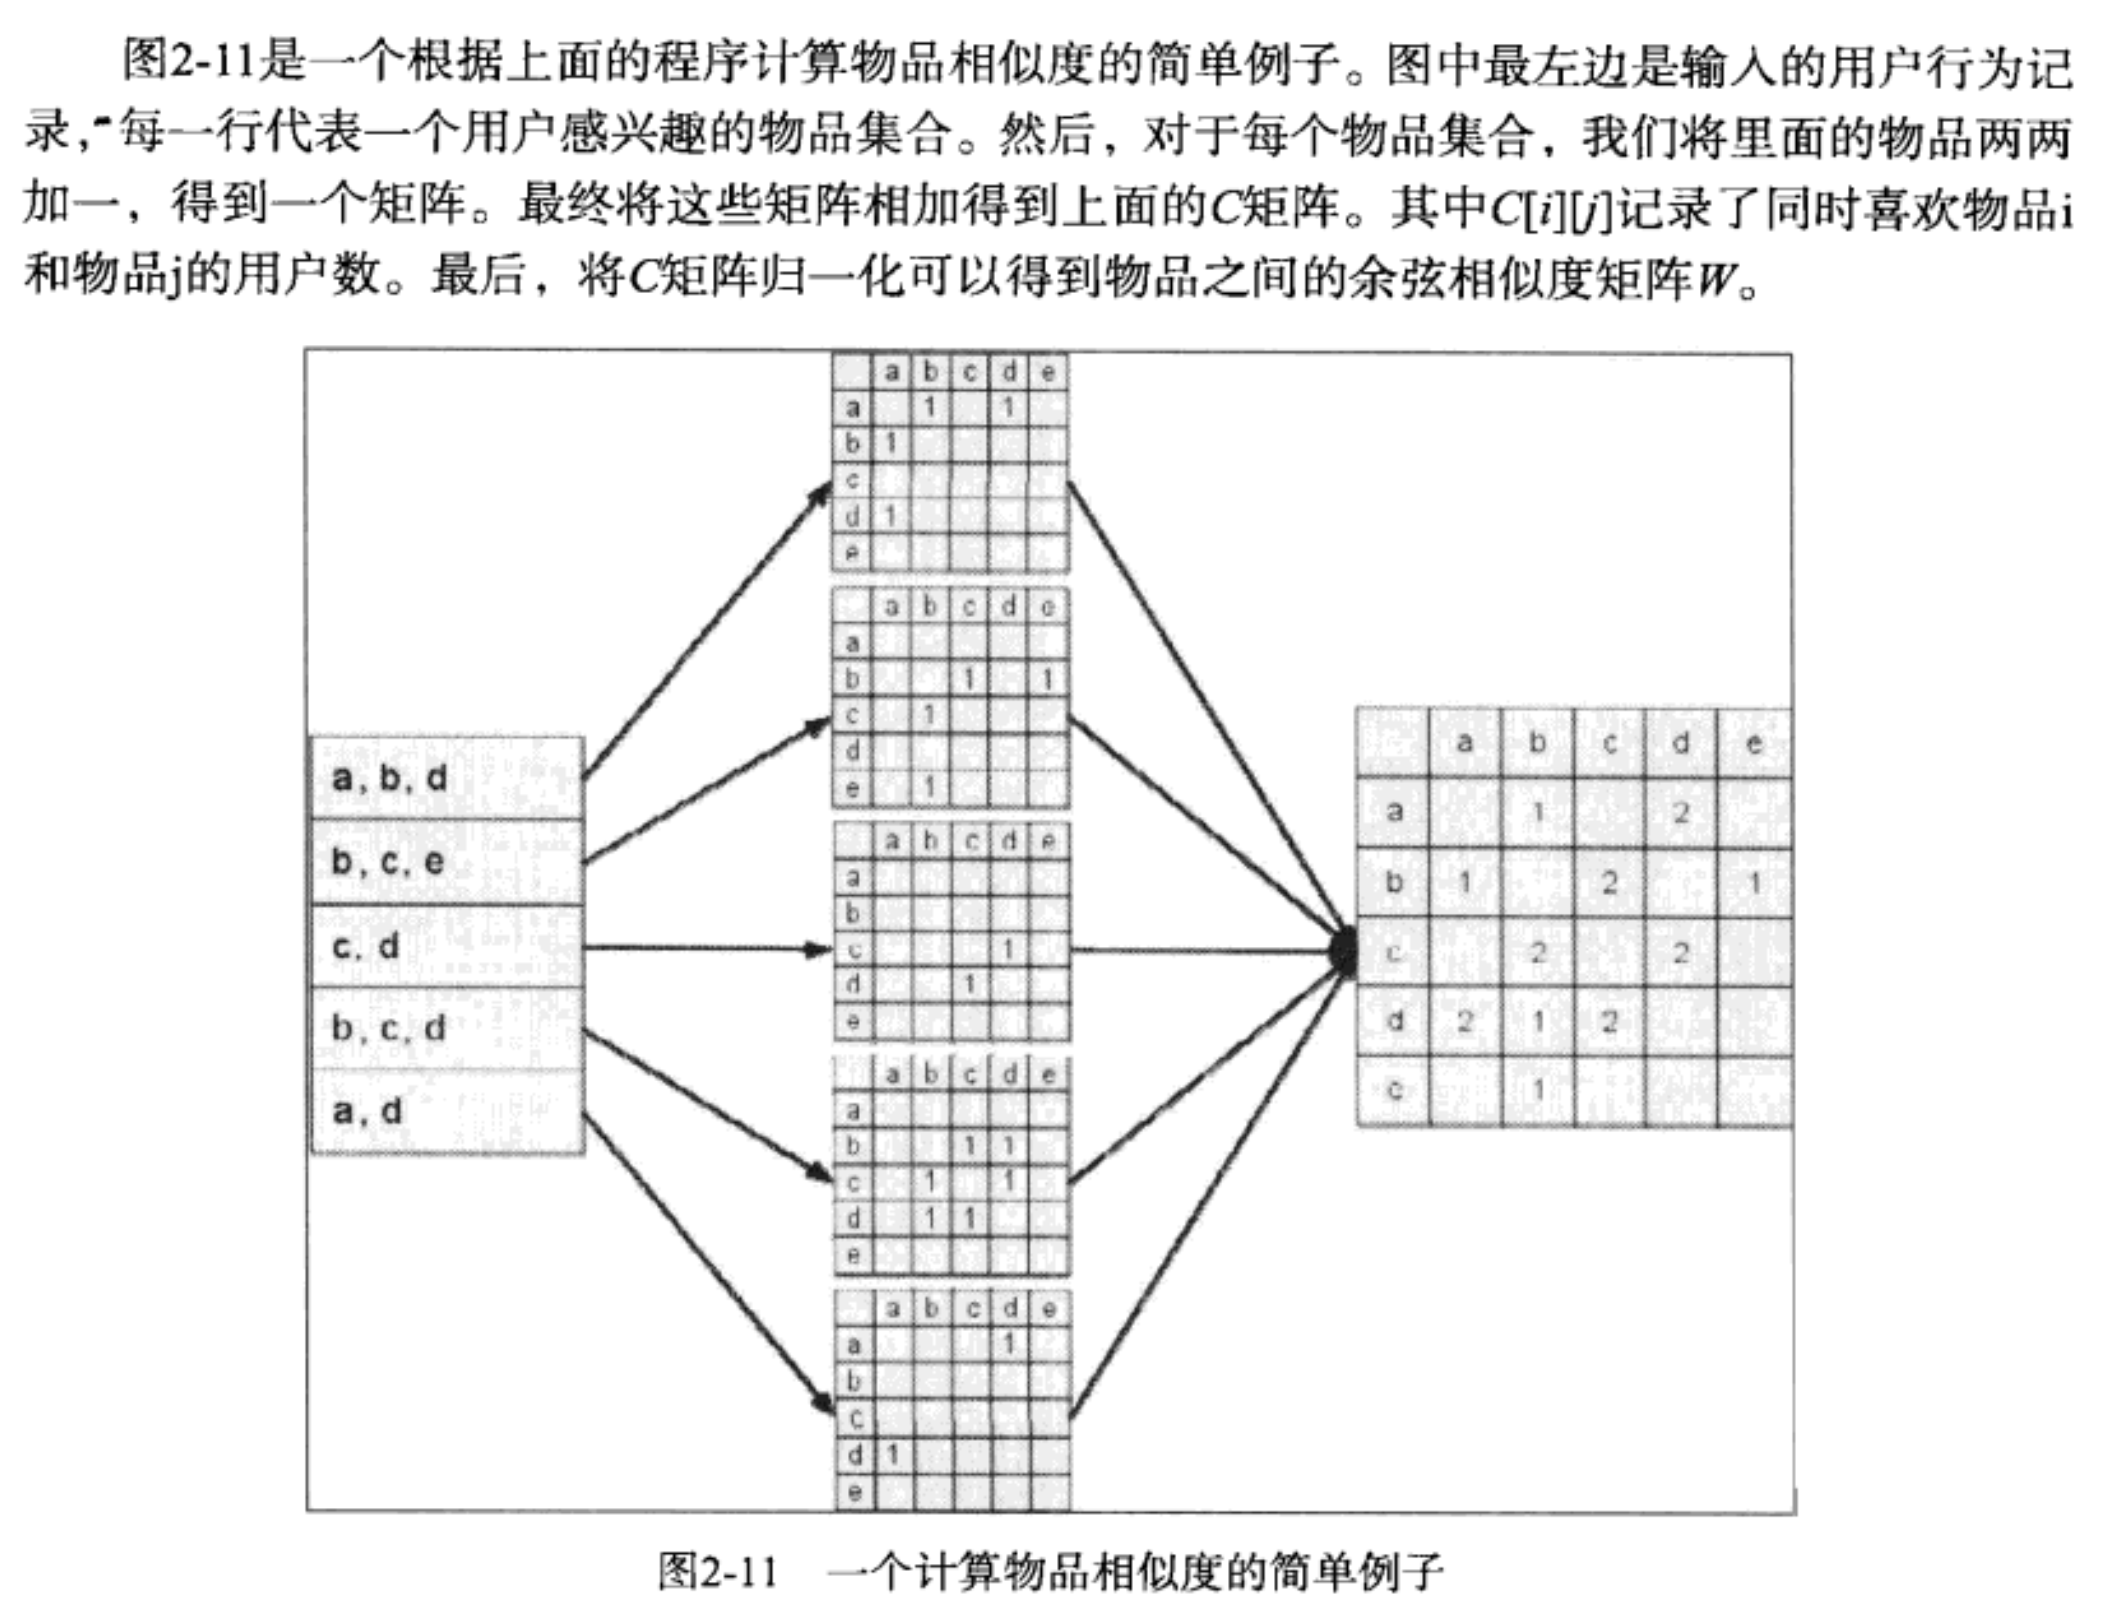 图2-11是一个根据上面的程序计算物品相似度的简单例子。图中最左边是输入的用户行为记
录，每一行代表一个用户感兴趣的物品集合。然后，对于每个物品集合，我们将里面的物品两两
加一，得到一个矩阵。最终将这些矩阵相加得到上面的C矩阵。其中C[i][j]记录了同时喜欢物品i
和物品j的用户数。最后，将C矩阵归一化可以得到物品之间的余弦相似度矩阵W。
a, b, d
b, c, e
c, d
b, c, d
a, d
a b c d e
a 1 1
b 1
c
d 1
e
a b c d e
a
b 1 1
c 1
d
e 1
a b c d e
a
b
c 1
d 1
e
a b c d e
a
b 1 1
c 1 1
d 1 1
e
a b c d e
a 1
b
c
d 1
e
a b c d e
a 1 2
b 1 2 1
c 2 2
d 2 1 2
e 1
图2-11 一个计算物品相似度的简单例子